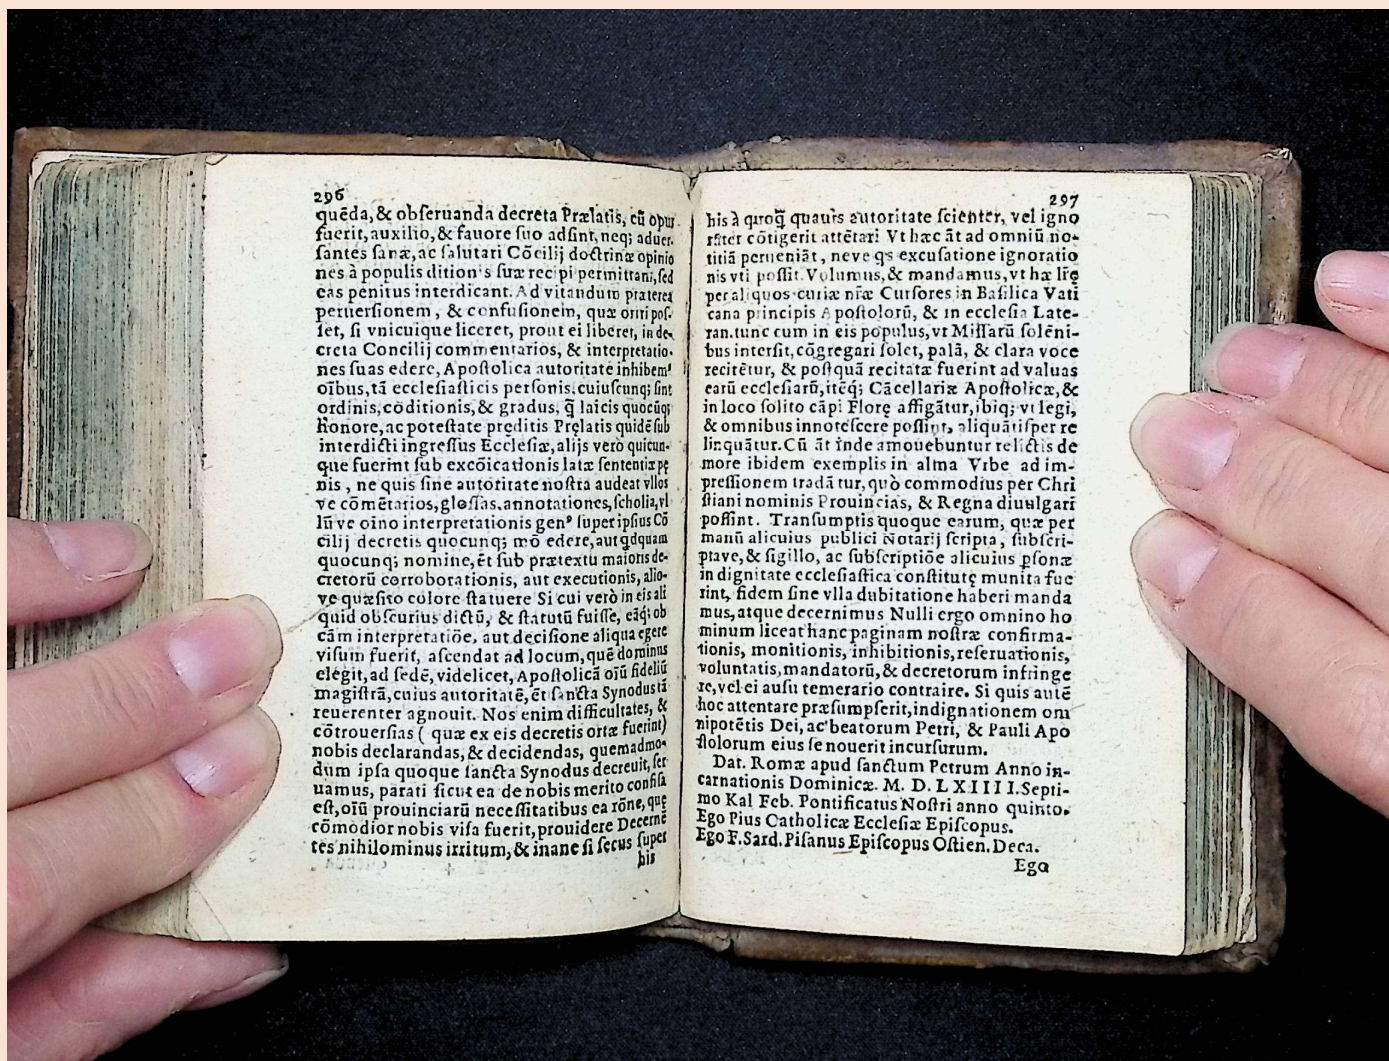 296
quēda, & obſeruanda decreta Prælatis, cū opus
fuerit, auxilio, & fauore ſuo adſint, neq; aduer-
ſantes ſanæ, ac ſalutari Cōcilij doctrinæ opinio
nes à populis ditionis ſuæ recipi permittāt, ſed
eas penitus interdicant. Ad vitandum præterea
peruerſionem, & confuſionem, quæ oriri poſ-
ſet, ſi vnicuique liceret, prout ei liberet, in de-
creta Concilij commentarios, & interpretatio-
nes ſuas edere, Apoſtolica autoritate inhibemꝰ
oībus, tā eccleſiaſticis perſonis, cuiuſcunq; ſint
ordinis, cōditionis, & gradus, q̄ laicis quocūq;
honore, ac poteſtate preditis Pręlatis quidē ſub
interdicti ingreſſus Eccleſiæ, alijs verò quicun-
que fuerint ſub excōicationis latæ ſententiæ pę
nis, ne quis ſine autoritate noſtra audeat vllos
ve cōmētarios, gloſſas, annotationes, ſcholia, vl
lū ve oīno interpretationis genꝰ ſuper ipſius Cō
cilij decretis quocunq; mō edere, aut qdquam
quocunq; nomine, ēt ſub prætextu maioris de-
cretorū corroborationis, aut executionis, alio-
ve quæſito colore ſtatuere Si cui verò in eis ali
quid obſcurius dictū, & ſtatutū fuiſſe, eāq; ob
cām interpretatiōe, aut deciſione aliqua egere
viſum fuerit, aſcendat ad locum, quē dominus
elegit, ad ſedē, videlicet, Apoſtolicā oīū fideliū
magiſtrā, cuius autoritatē, ēt ſancta Synodus tā
reuerenter agnouit. Nos enim difficultates, &
cōtrouerſias ( quæ ex eis decretis ortæ fuerint)
nobis declarandas, & decidendas, quemadmo-
dum ipſa quoque ſancta Synodus decreuit, ſer
uamus, parati ſicut ea de nobis merito confiſa
eſt, oīū prouinciarū neceſſitatibus ea rōne, quę
cōmodior nobis viſa fuerit, prouidere Decernē
tes nihilominus irritum, & inane ſi ſecus ſuper
his
297
his à quoq̄ quauis autoritate ſcienter, vel igno
rāter cōtigerit attētari Vt hæc āt ad omniū no-
titiā perueniāt, neve qs excuſatione ignoratio
nis vti poſſit. Volumus, & mandamus, vt hæ lr̄ę
per aliquos curiæ nr̄æ Curſores in Baſilica Vati
cana principis Apoſtolorū, & in eccleſia Late-
ran. tunc cum in eis populus, vt Miſſarū ſolēni-
bus interſit, cōgregari ſolet, palā, & clara voce
recitētur, & poſtquā recitatæ fuerint ad valuas
earū eccleſiarū, itēq; Cācellariæ Apoſtolicæ, &
in loco ſolito cāpi Florę affigātur, ibiq; vt legi,
& omnibus innoteſcere poſſint, aliquātiſper re
linquātur. Cū āt inde amouebuntur relictis de
more ibidem exemplis in alma Vrbe ad im-
preſſionem tradātur, quò commodius per Chri
ſtiani nominis Prouincias, & Regna diuulgari
poſſint. Tranſumptis quoque earum, quæ per
manū alicuius publici Notarij ſcripta, ſubſcri-
ptave, & ſigillo, ac ſubſcriptiōe alicuius pſonæ
in dignitate eccleſiaſtica conſtitutę munita fue
rint, fidem ſine vlla dubitatione haberi manda
mus, atque decernimus Nulli ergo omnino ho
minum liceat hanc paginam noſtræ confirma-
tionis, monitionis, inhibitionis, reſeruationis,
voluntatis, mandatorū, & decretorum infringe
re, vel ei auſu temerario contraire. Si quis autē
hoc attentare præſumpſerit, indignationem om
nipotētis Dei, ac beatorum Petri, & Pauli Apo
ſtolorum eius ſe nouerit incurſurum.
Dat. Romæ apud ſanctum Petrum Anno in-
carnationis Dominicæ. M. D. LXIIII. Septi-
mo Kal Feb. Pontificatus Noſtri anno quinto.
Ego Pius Catholicæ Eccleſiæ Epiſcopus.
Ego F. Sard. Piſanus Epiſcopus Oſtien. Deca.
Ego